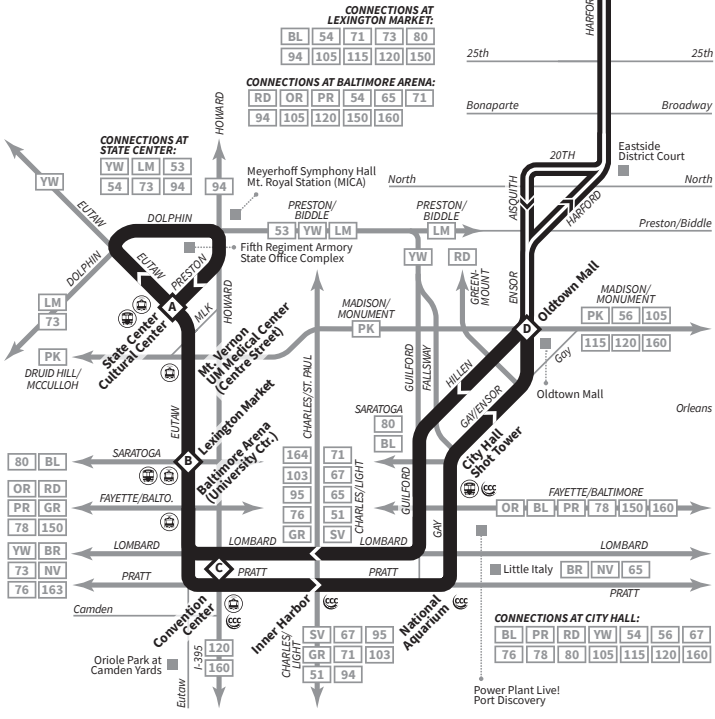 CONNECTIONS AT
LEXINGTON MARKET:
BL 54 71 73 80
94 105 115 120 150
CONNECTIONS AT BALTIMORE ARENA:
RD OR PR 54 65 71
94 105 120 150 160
HARFORD
25th
25th
Bonaparte
Broadway
CONNECTIONS AT
STATE CENTER:
YW LM 53
54 73 94
HOWARD
94
Meyerhoff Symphony Hall
Mt. Royal Station (MICA)
20TH
Eastside
District Court
North
North
YW
EUTAW
DOLPHIN
PRESTON/
BIDDLE
53 YW LM
PRESTON/
BIDDLE
LM
AISQUITH
HARFORD
Preston/Biddle
DOLPHIN
EUTAW
PRESTON
Fifth Regiment Armory
State Office Complex
YW
RD
LM
73
A
State Center
Cultural Center
MLK
HOWARD
GREEN-
MOUNT
ENSOR
Oldtown Mall
MADISON/
MONUMENT
PK 56 105
115 120 160
MADISON/
MONUMENT
PK
D
PK
DRUID HILL/
MCCULLOH
Mt. Vernon
UM Medical Center
(Centre Street)
CHARLES/ST. PAUL
GUILFORD
FALLSWAY
HILLEN
Gay
Oldtown Mall
EUTAW
Lexington Market
SARATOGA
80
BL
GAY/ENSOR
Orleans
80 BL
SARATOGA
B
Baltimore Arena
(University Ctr.)
164
103
95
76
GR
71
67
65
51
SV
CHARLES/LIGHT
GUILFORD
City Hall
Shot Tower
OR RD
PR GR
78 150
FAYETTE/BALTO.
GAY
FAYETTE/BALTIMORE
OR BL PR 78 150 160
YW BR
73 NV
76 163
LOMBARD
LOMBARD
LOMBARD
LOMBARD
PRATT
C
PRATT
PRATT
Little Italy
BR NV 65
PRATT
Camden
Convention
Center
Inner Harbor
National
Aquarium
CONNECTIONS AT CITY HALL:
BL PR RD YW 54 56 67
76 78 80 105 115 120 160
Oriole Park at
Camden Yards
Eutaw
I-395
120
160
CHARLES/
LIGHT
SV 67 95
GR 71 103
51 94
Power Plant Live!
Port Discovery